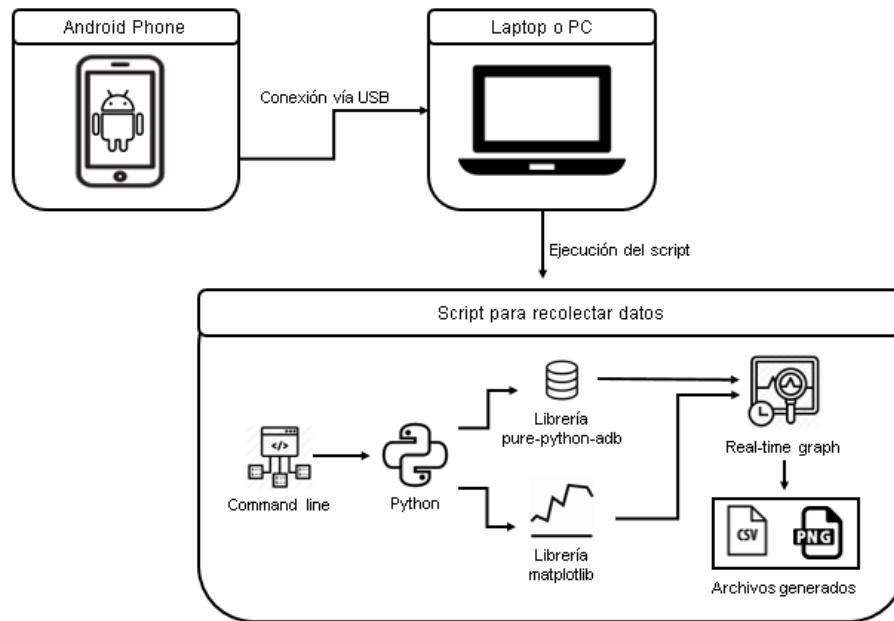 Android Phone
Laptop o PC
Conexión vía USB
Ejecución del script
Script para recolectar datos
</>
Command line
Python
Librería
pure-python-adb
Librería
matplotlib
Real-time graph
CSV
PNG
Archivos generados